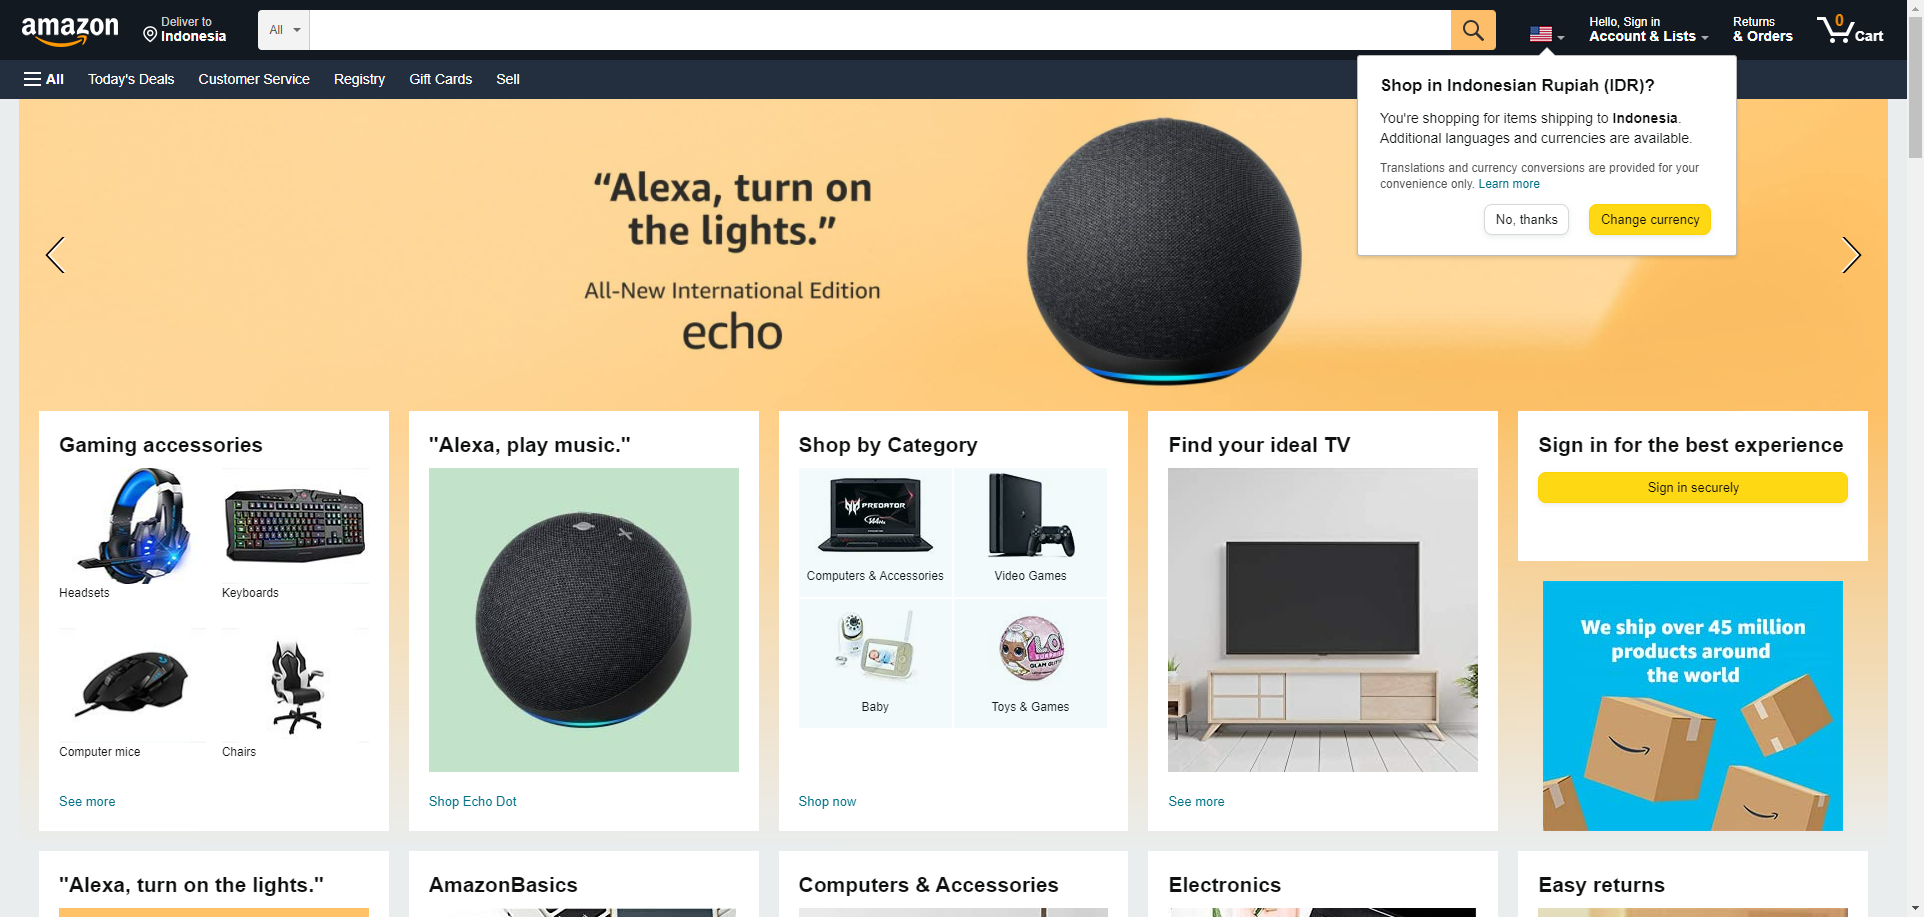 amazon
Deliver to
Indonesia
All
Hello, Sign in
Account & Lists
Returns
& Orders
0
Cart
All
Today's Deals
Customer Service
Registry
Gift Cards
Sell
Shop in Indonesian Rupiah (IDR)?
You're shopping for items shipping to Indonesia.
Additional languages and currencies are available.
Translations and currency conversions are provided for your
convenience only. Learn more
No, thanks
Change currency
“Alexa, turn on
the lights.”
All-New International Edition
echo
Gaming accessories
Headsets
Keyboards
Computer mice
Chairs
See more
"Alexa, play music."
Shop Echo Dot
Shop by Category
PREDATOR
144Hz
Computers & Accessories
Video Games
Baby
L.O.L.
SURPRISE
GLAM GLITTER
Toys & Games
Shop now
Find your ideal TV
See more
Sign in for the best experience
Sign in securely
We ship over 45 million
products around
the world
"Alexa, turn on the lights."
AmazonBasics
Computers & Accessories
Electronics
Easy returns